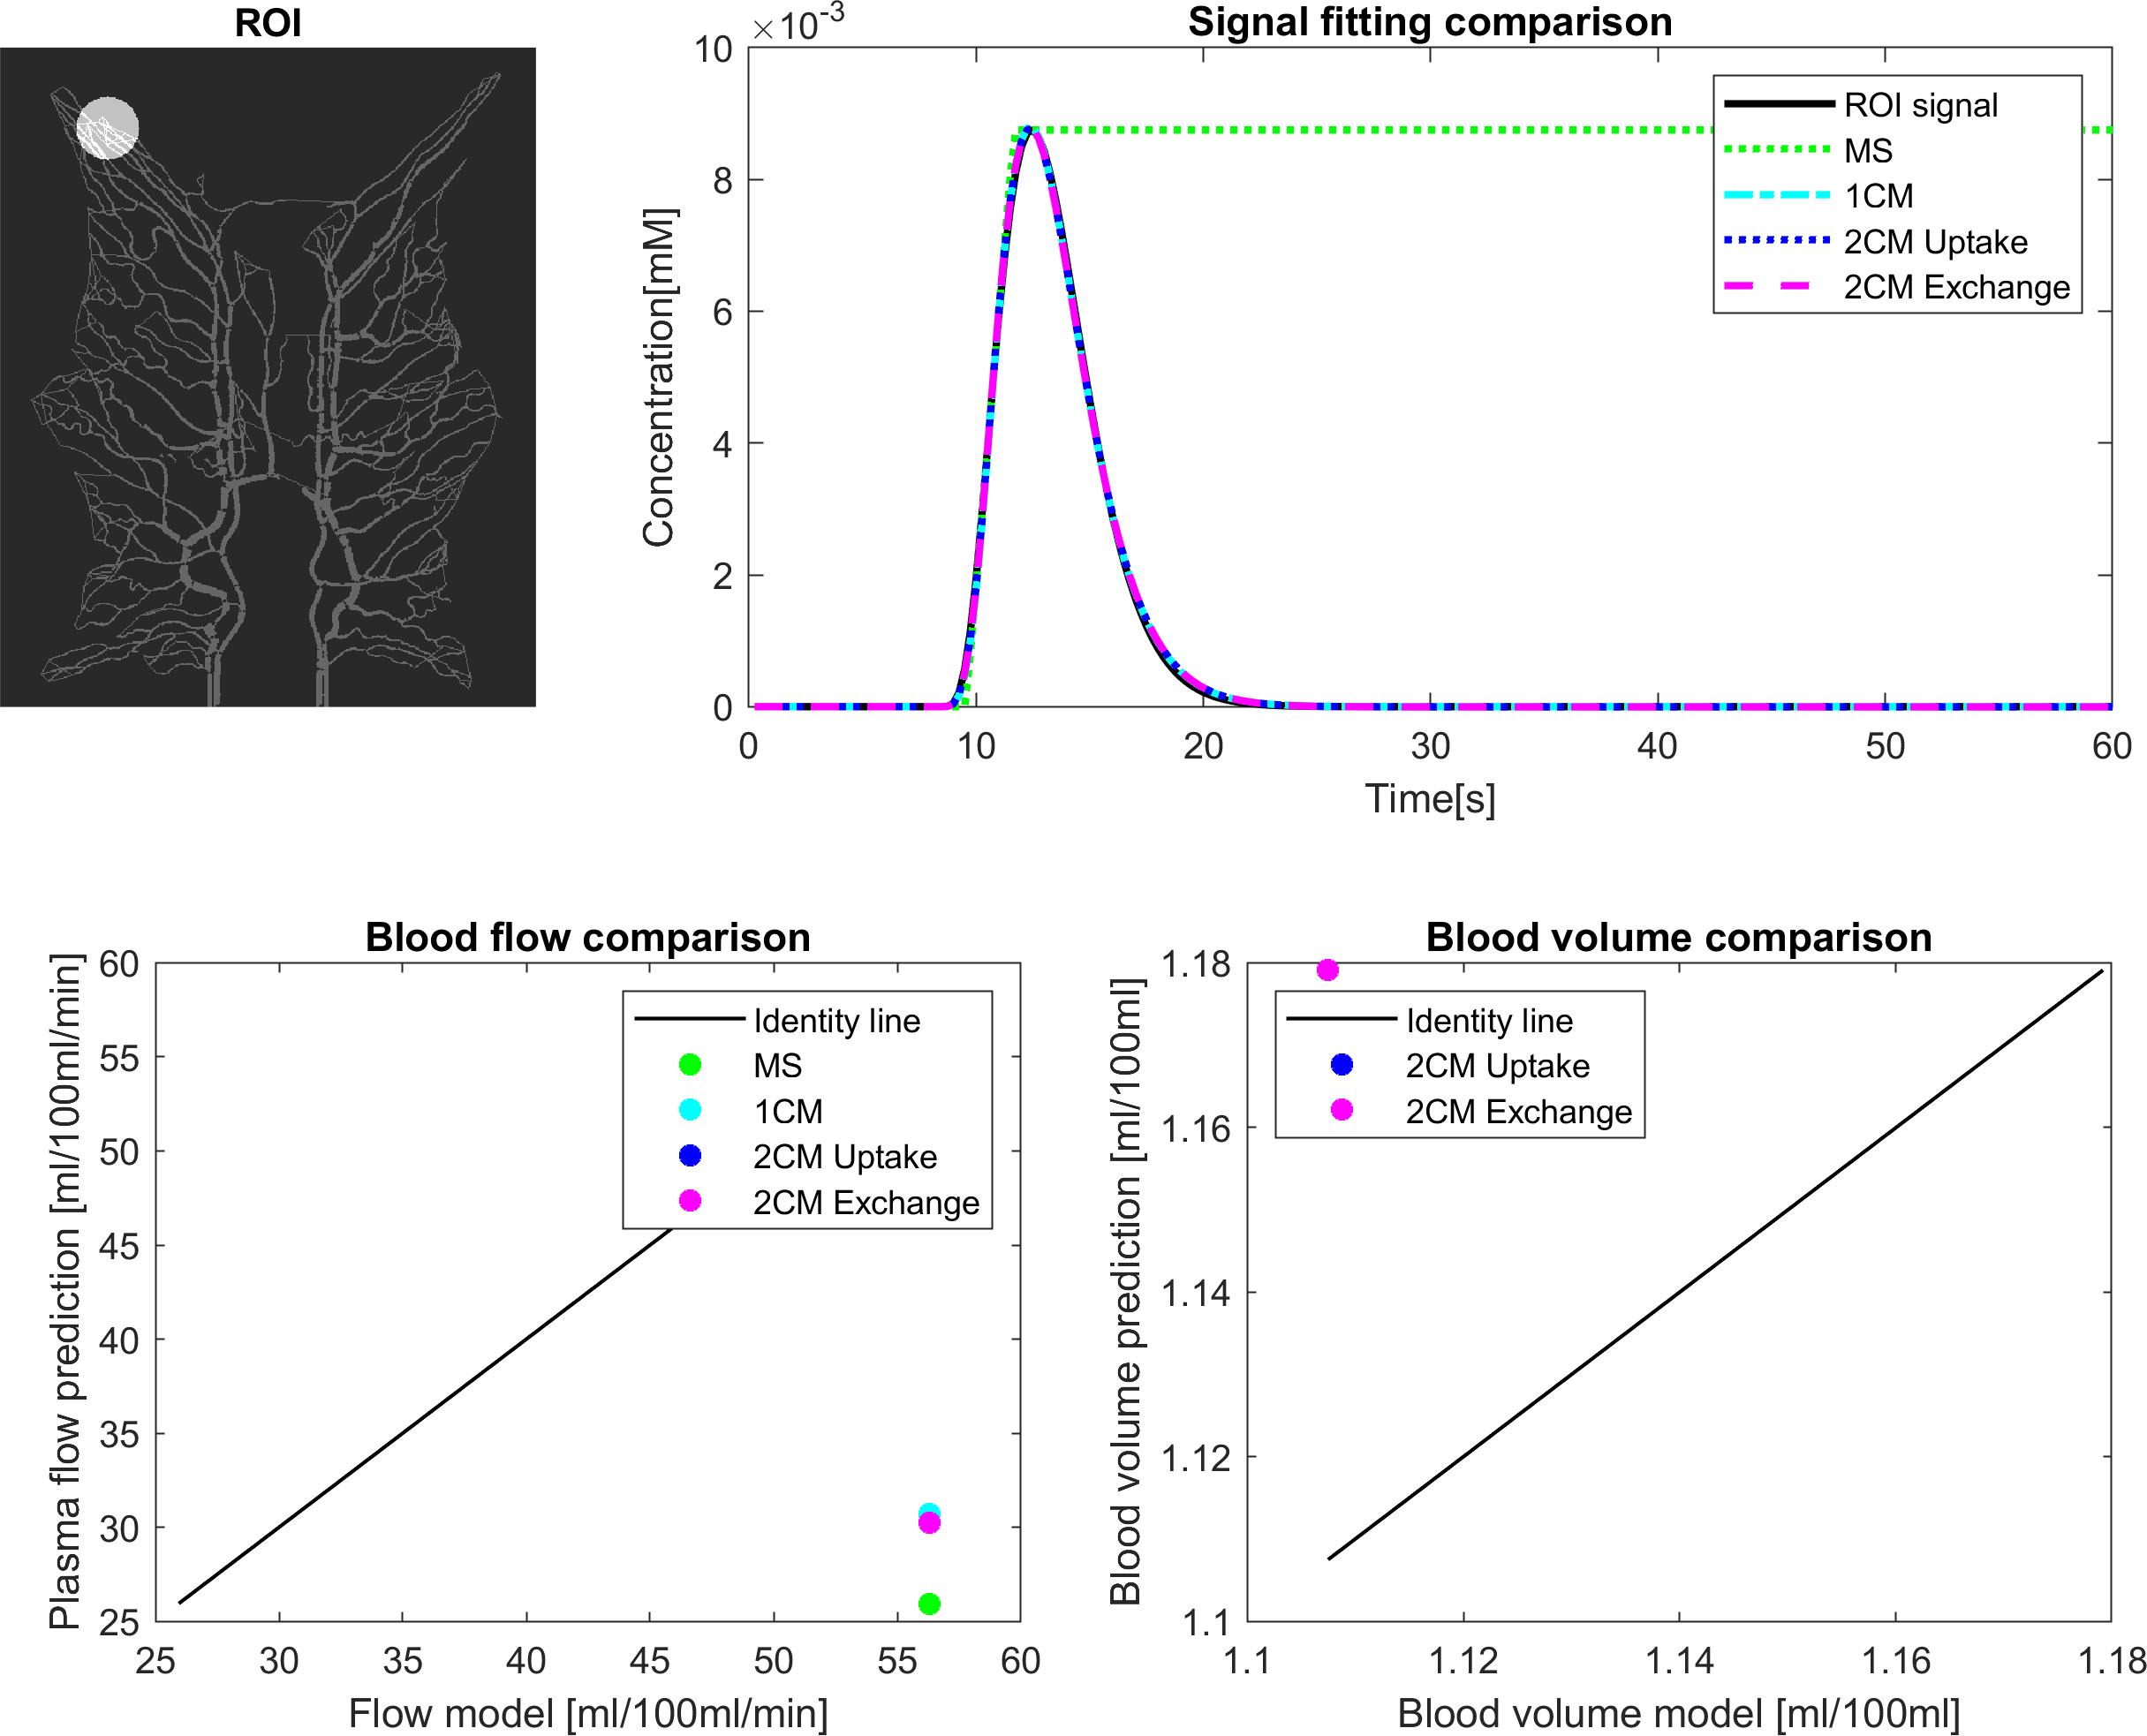 ROI
Signal fitting comparison
×10-3
10
8
6
4
2
0
Concentration[mM]
0 10 20 30 40 50 60
Time[s]
ROI signal
MS
1CM
2CM Uptake
2CM Exchange
Blood flow comparison
60
55
50
45
40
35
30
25
Plasma flow prediction [ml/100ml/min]
25 30 35 40 45 50 55 60
Flow model [ml/100ml/min]
Identity line
MS
1CM
2CM Uptake
2CM Exchange
Blood volume comparison
1.18
1.16
1.14
1.12
1.1
Blood volume prediction [ml/100ml]
1.1 1.12 1.14 1.16 1.18
Blood volume model [ml/100ml]
Identity line
2CM Uptake
2CM Exchange